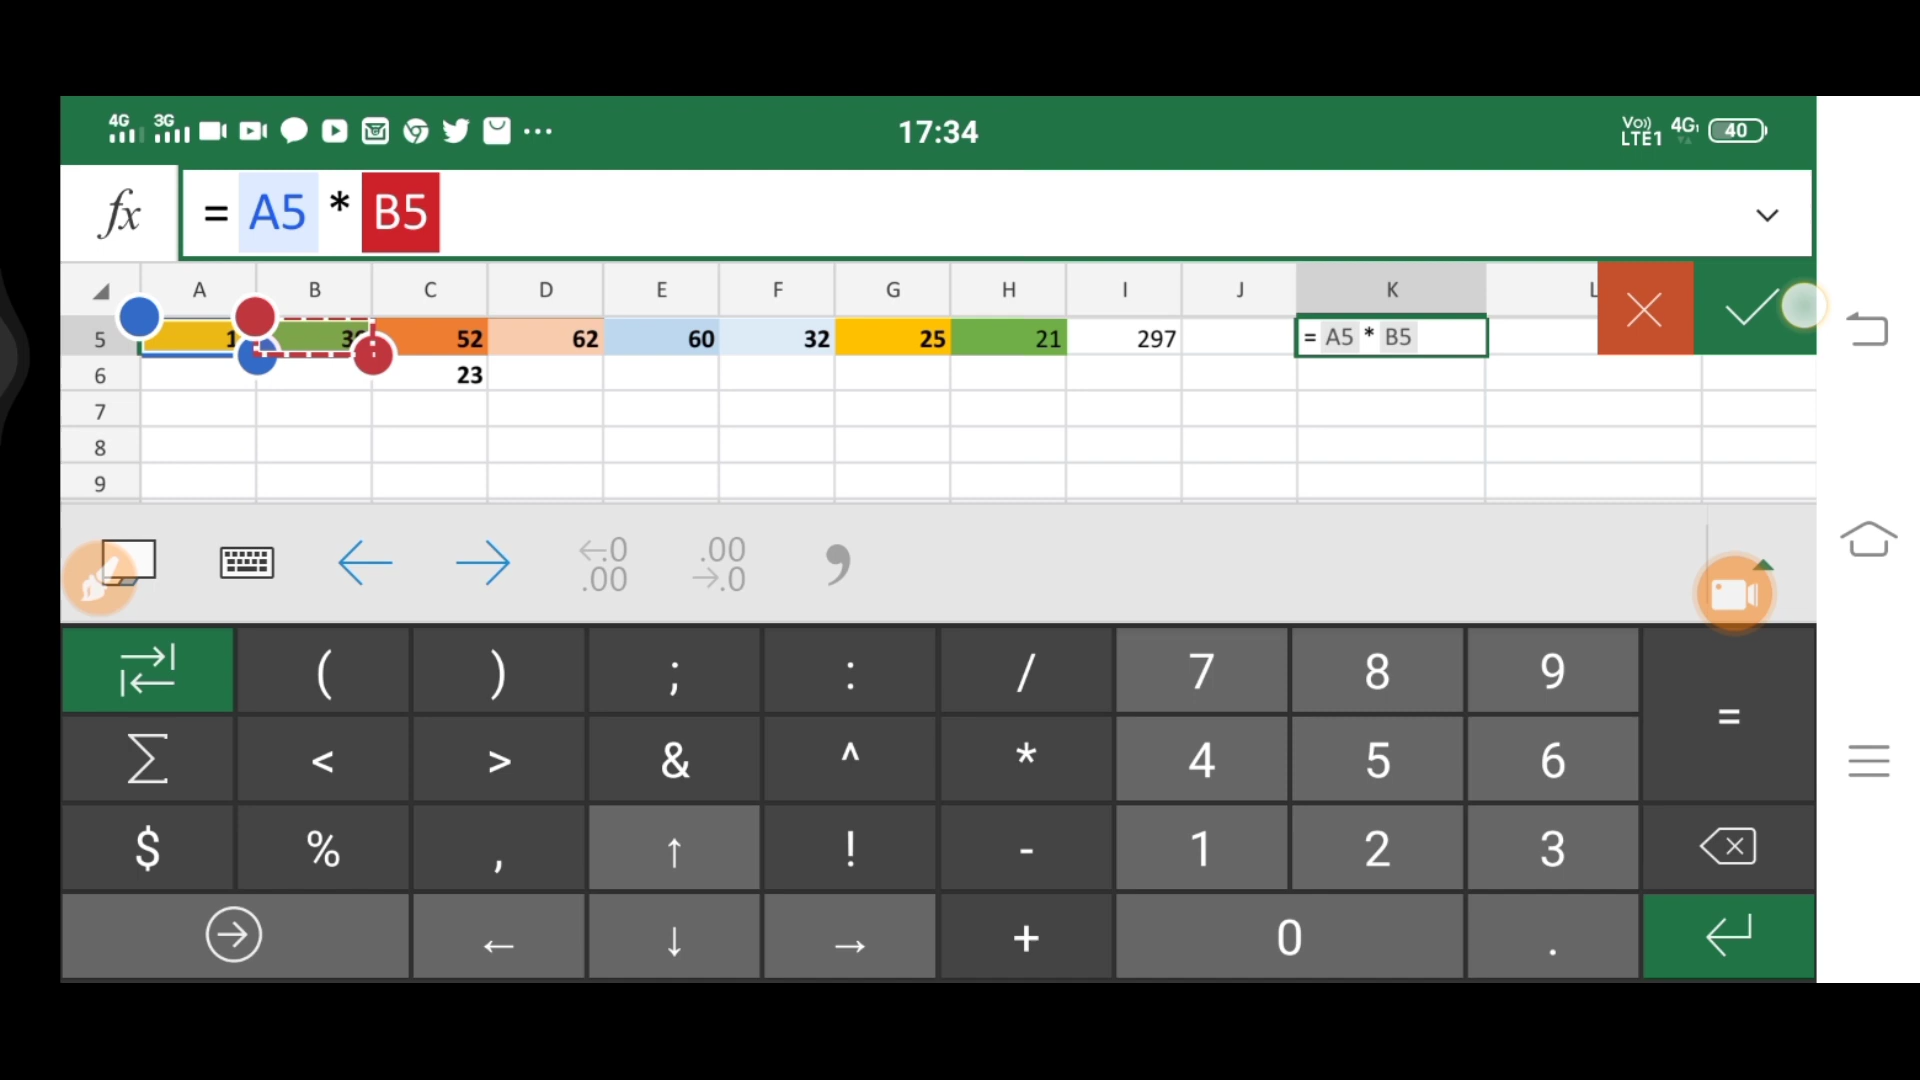 4G 3G 17:34 Vo)) LTE1 4G1 40
fx = A5 * B5
A B C D E F G H I J K L
5 52 62 60 32 25 21 297 = A5 * B5
6 23
7
8
9
←.0 .00 .00 →.0 ,
( ) ; : / 7 8 9 =
∑ < > & ^ * 4 5 6
$ % , ↑ ! - 1 2 3
← ↓ → + 0 .